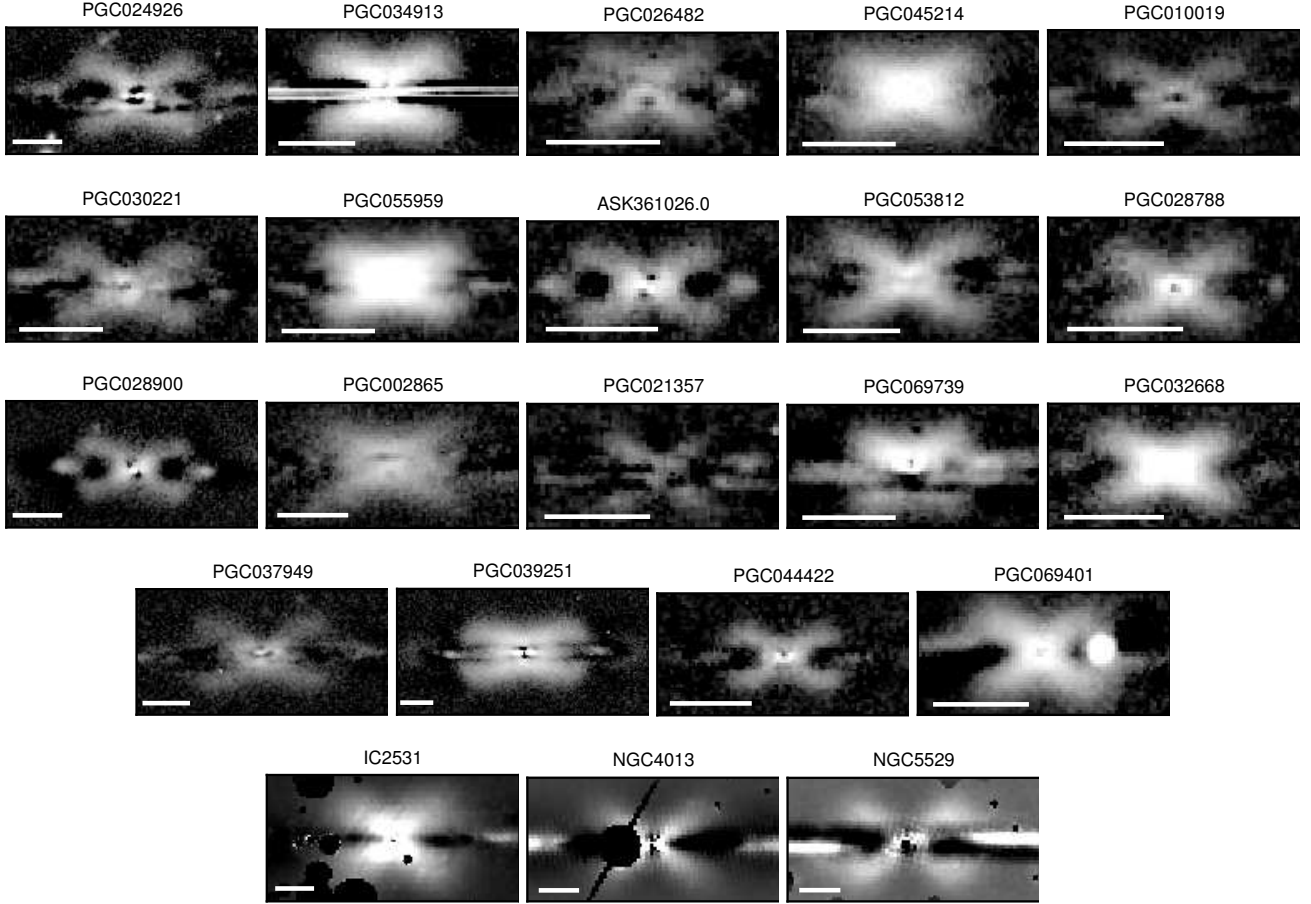 PGC024926 PGC034913 PGC026482 PGC045214 PGC010019
PGC030221 PGC055959 ASK361026.0 PGC053812 PGC028788
PGC028900 PGC002865 PGC021357 PGC069739 PGC032668
PGC037949 PGC039251 PGC044422 PGC069401
IC2531 NGC4013 NGC5529